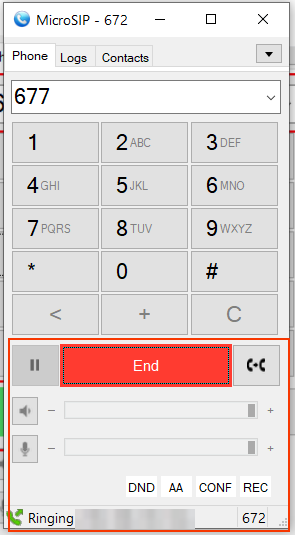 MicroSIP - 672
Phone Logs Contacts
677
1 2 ABC 3 DEF
4 GHI 5 JKL 6 MNO
7 PQRS 8 TUV 9 WXYZ
* 0 #
< + C
End
− +
− +
DND AA CONF REC
Ringing 672